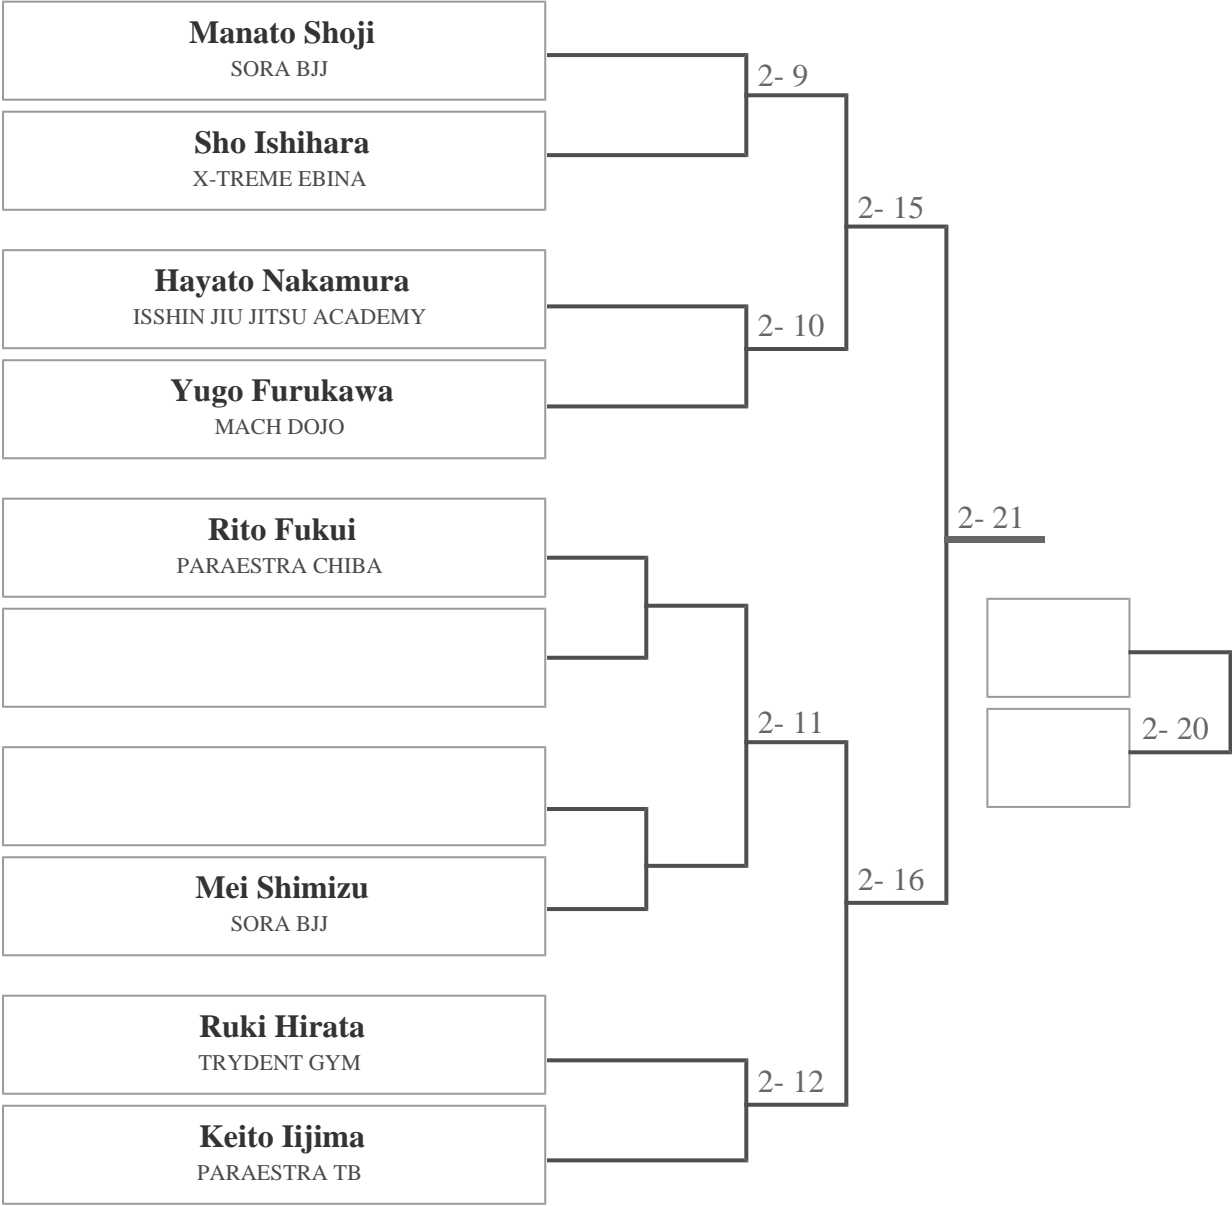 Manato Shoji
SORA BJJ
2- 9
Sho Ishihara
X-TREME EBINA
2- 15
Hayato Nakamura
ISSHIN JIU JITSU ACADEMY
2- 10
Yugo Furukawa
MACH DOJO
Rito Fukui
PARAESTRA CHIBA
2- 21
2- 11
2- 20
Mei Shimizu
SORA BJJ
2- 16
Ruki Hirata
TRYDENT GYM
2- 12
Keito Iijima
PARAESTRA TB